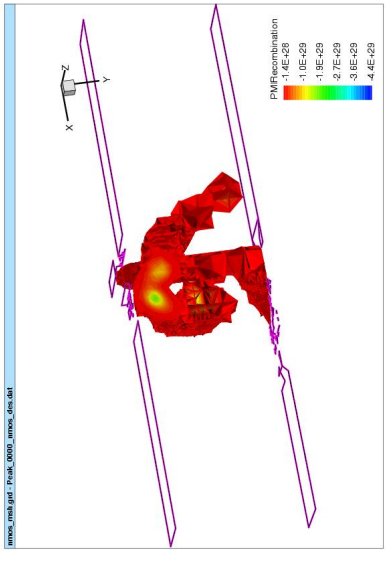 nmos_msh.grd - Peak_0000_nmos_des.dat
X
Y
Z
PMIRecombination
-1.4E+28
-1.0E+29
-1.9E+29
-2.7E+29
-3.6E+29
-4.4E+29